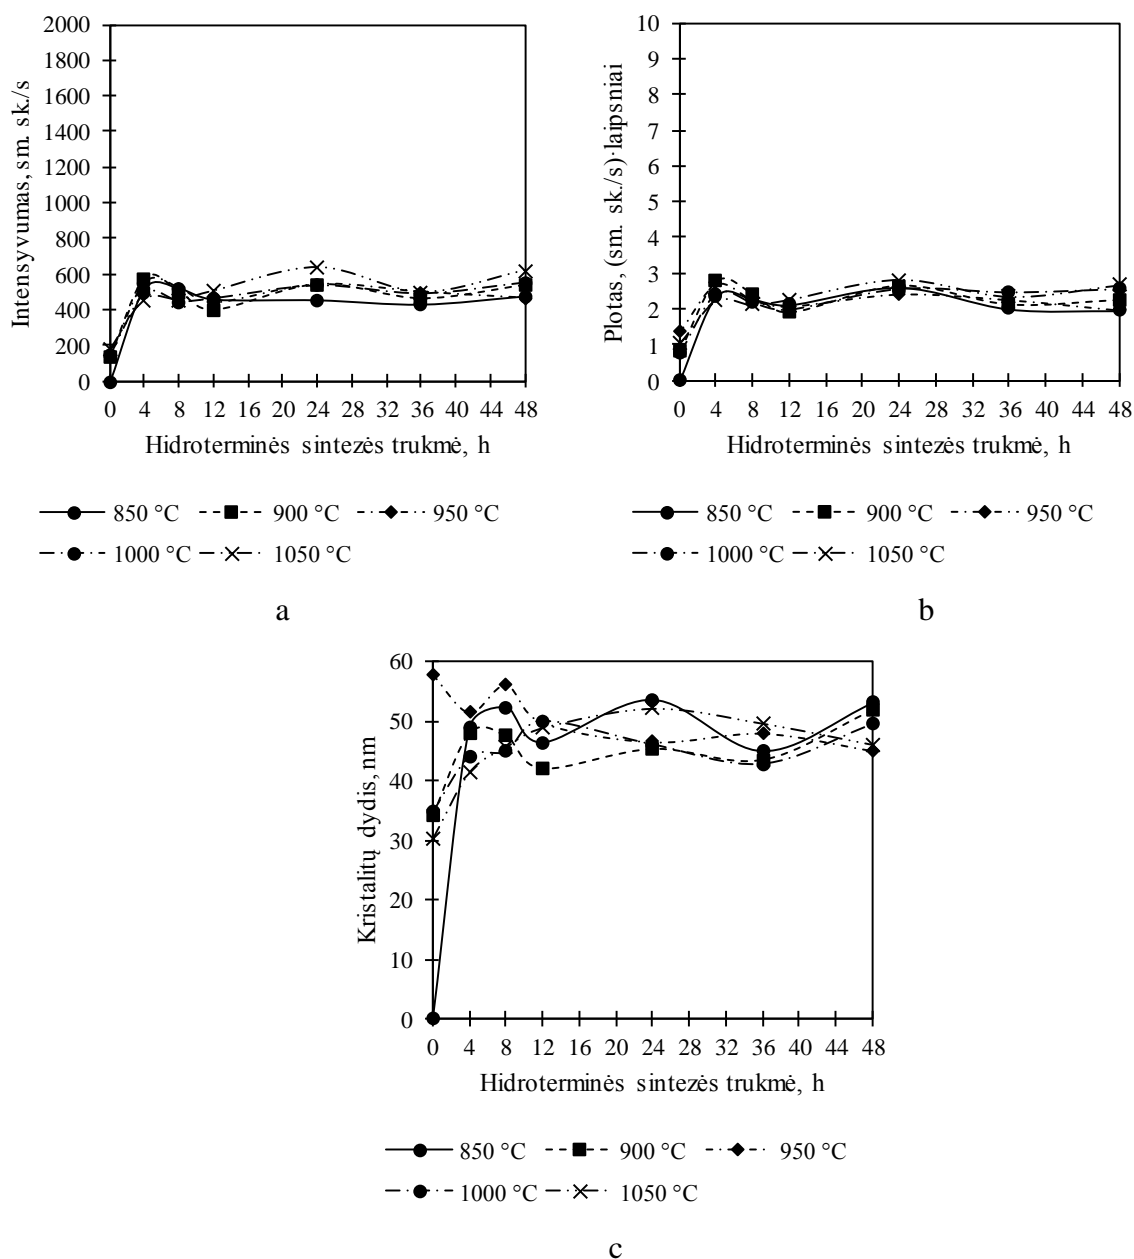 Intensyvumas, sm. sk./s
2000
1800
1600
1400
1200
1000
800
600
400
200
0
0 4 8 12 16 20 24 28 32 36 40 44 48
Hidroterminės sintezės trukmė, h
850 °C 900 °C 950 °C
1000 °C 1050 °C
a
Plotas, (sm. sk./s)·laipsniai
10
9
8
7
6
5
4
3
2
1
0
0 4 8 12 16 20 24 28 32 36 40 44 48
Hidroterminės sintezės trukmė, h
850 °C 900 °C 950 °C
1000 °C 1050 °C
b
Kristalitų dydis, nm
60
50
40
30
20
10
0
0 4 8 12 16 20 24 28 32 36 40 44 48
Hidroterminės sintezės trukmė, h
850 °C 900 °C 950 °C
1000 °C 1050 °C
c